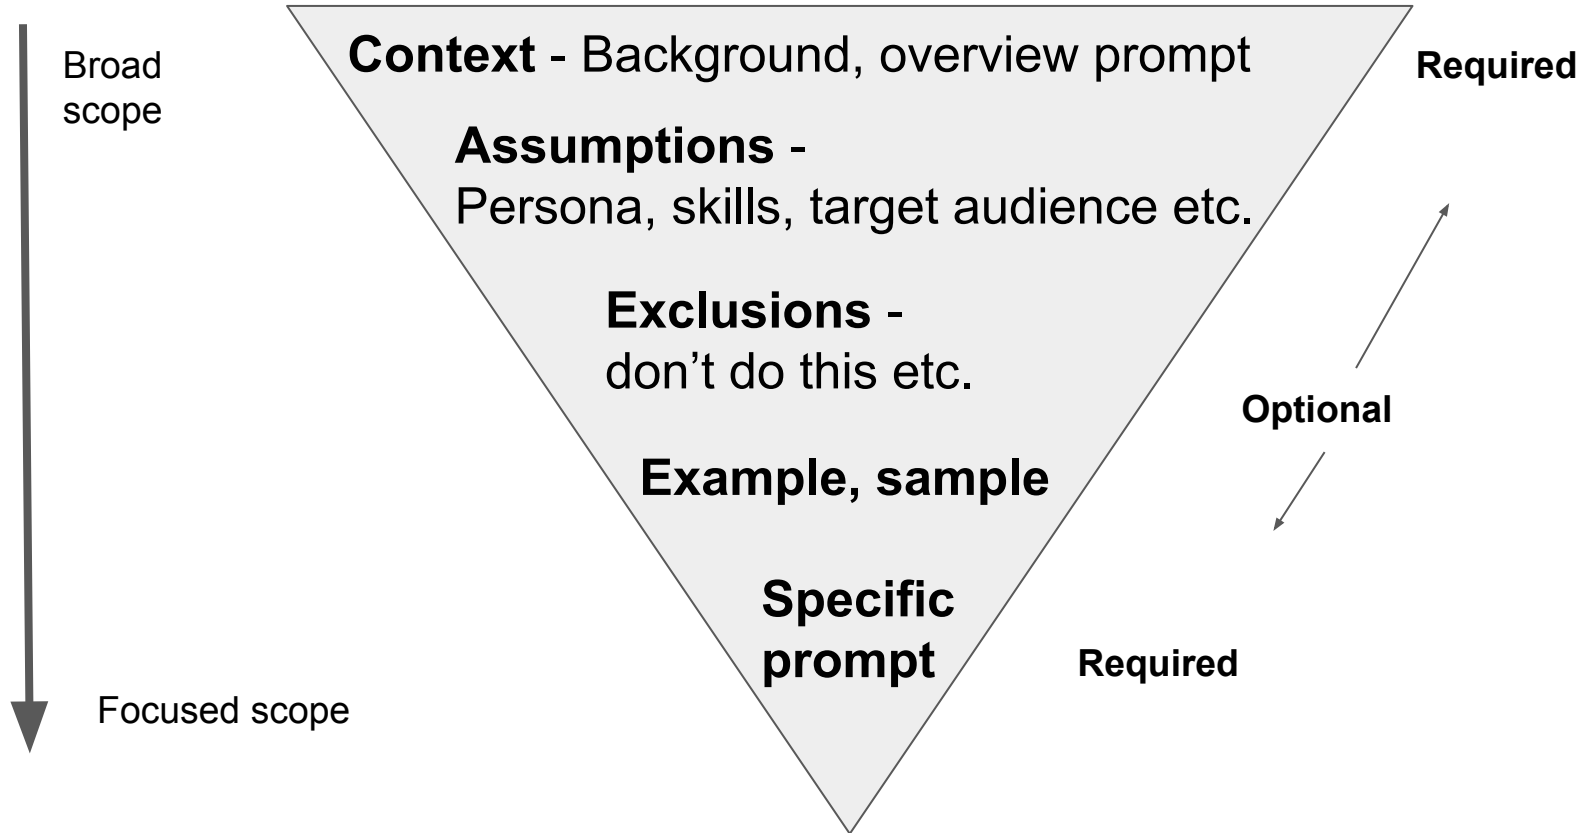 Broad
scope
Context - Background, overview prompt
Required
Assumptions -
Persona, skills, target audience etc.
Exclusions -
don’t do this etc.
Optional
Example, sample
Specific
prompt
Required
Focused scope